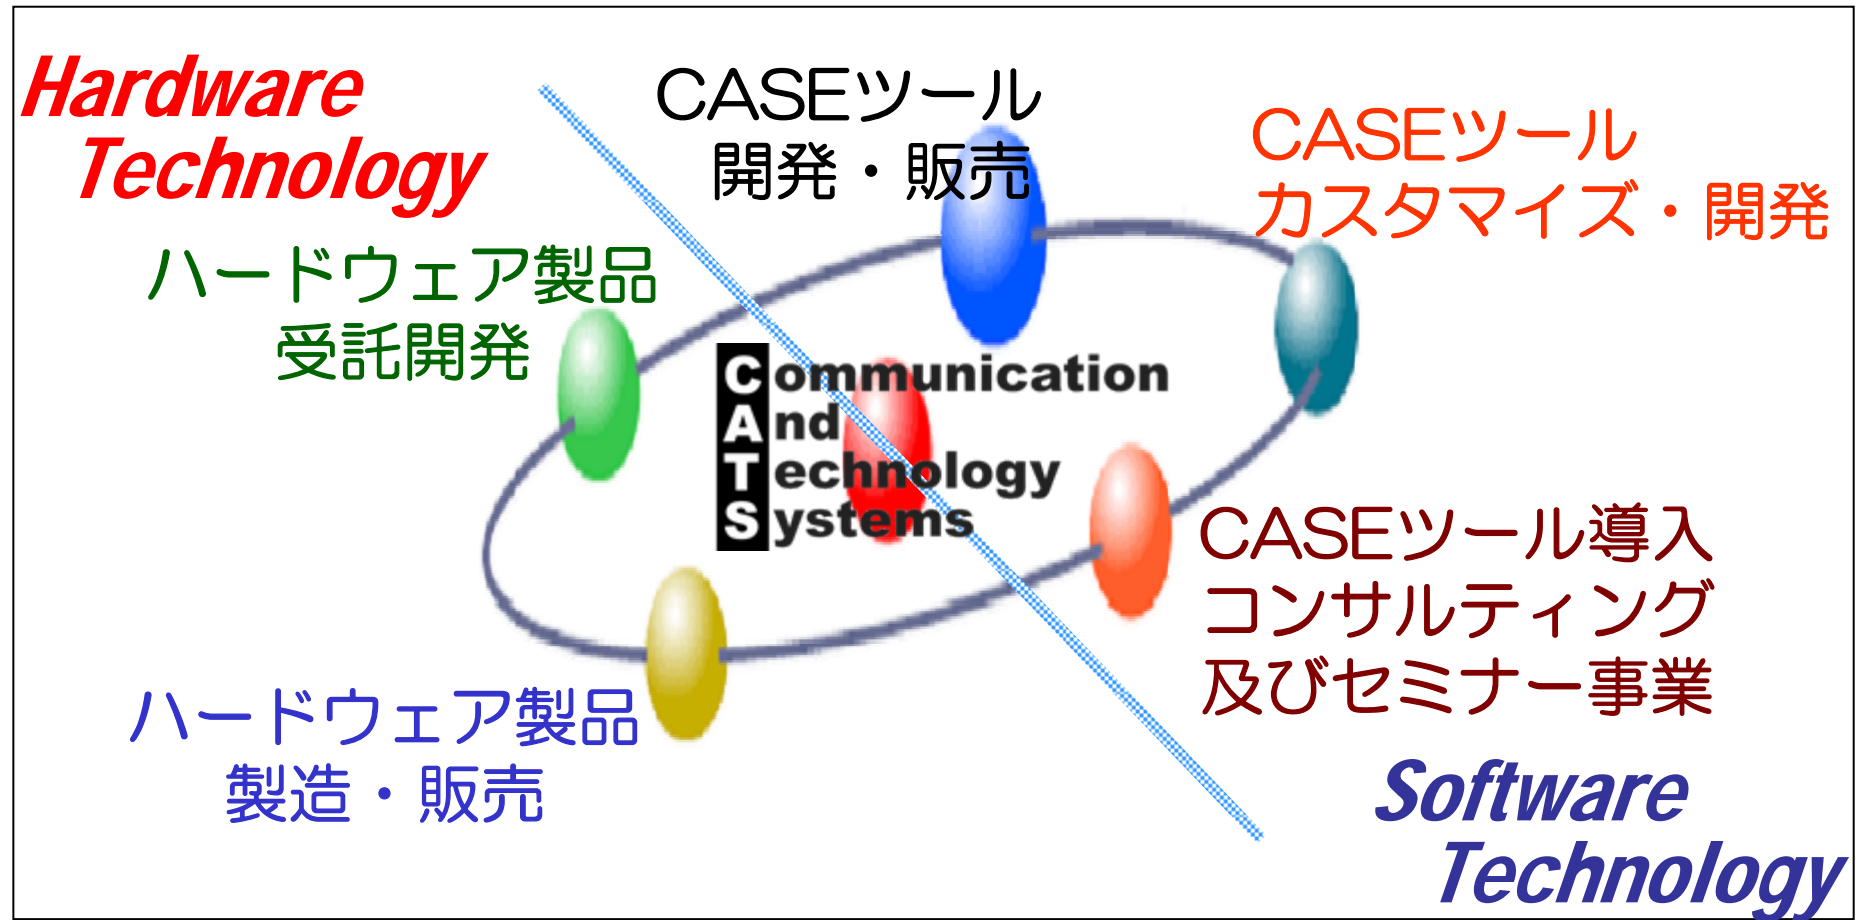 Hardware
Technology
CASEツール
開発・販売
CASEツール
カスタマイズ・開発
ハードウェア製品
受託開発
Communication
And
Technology
Systems
CASEツール導入
コンサルティング
及びセミナー事業
ハードウェア製品
製造・販売
Software
Technology